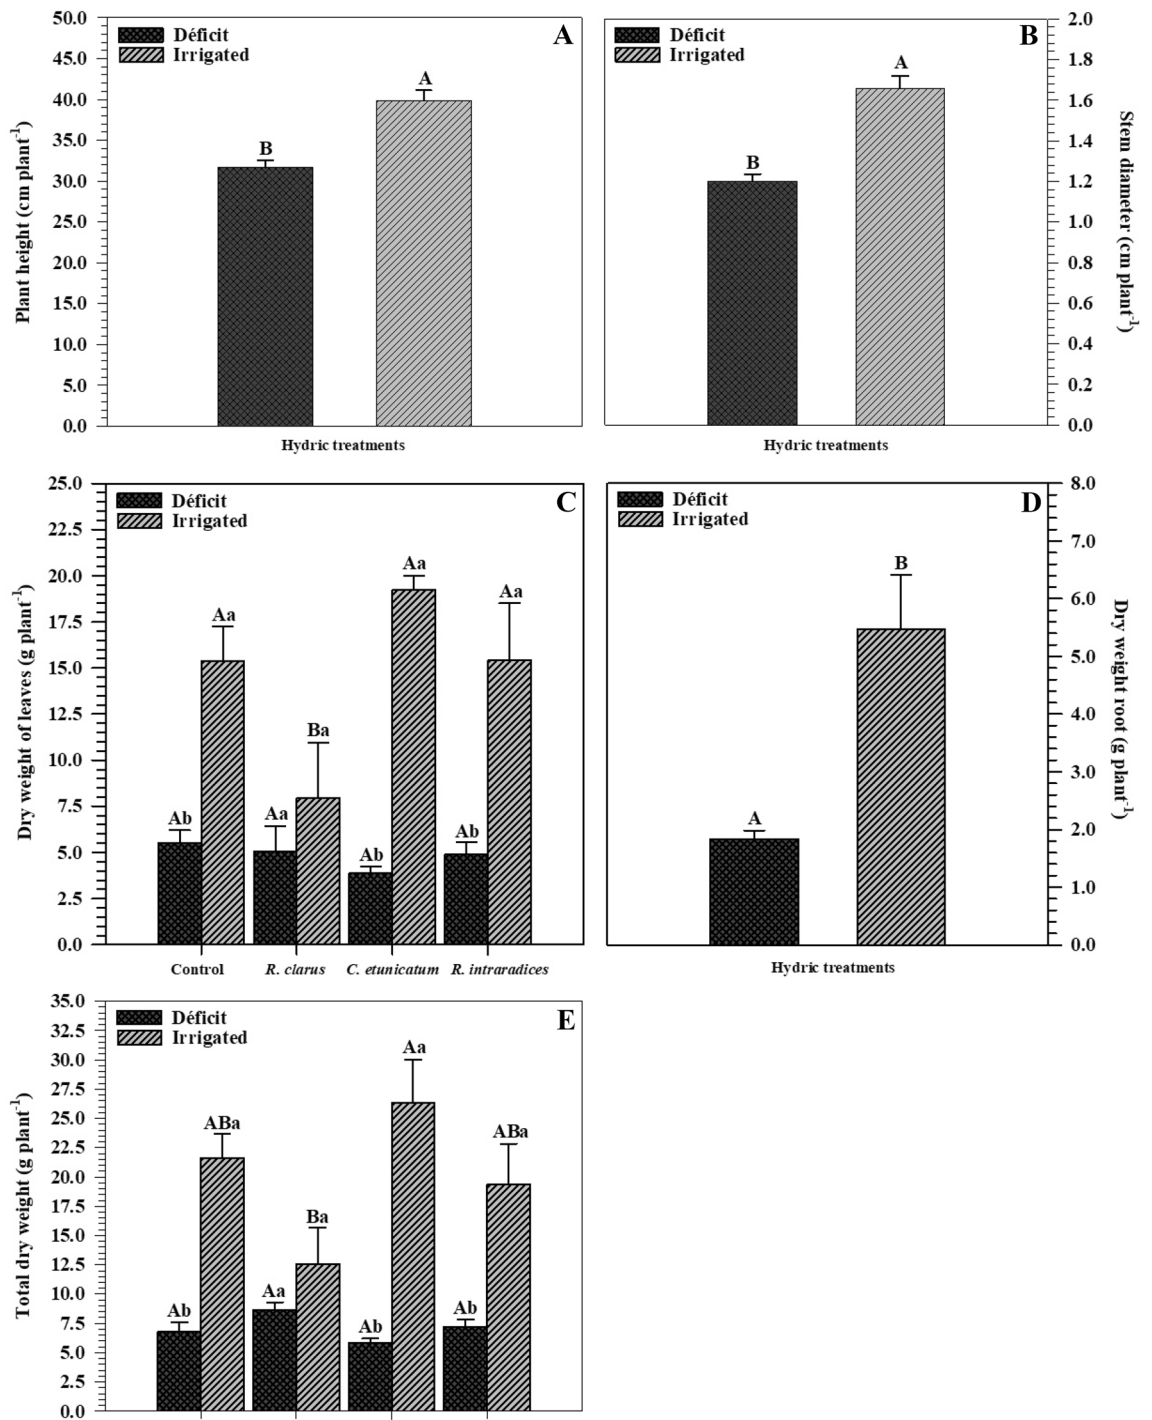 50.0
45.0
40.0
35.0
30.0
25.0
20.0
15.0
10.0
5.0
0.0
Plant height (cm plant⁻¹)
Déficit
Irrigated
A
B
A
Hydric treatments
Déficit
Irrigated
B
B
A
Hydric treatments
2.0
1.8
1.6
1.4
1.2
1.0
0.8
0.6
0.4
0.2
0.0
Stem diameter (cm plant⁻¹)
25.0
22.5
20.0
17.5
15.0
12.5
10.0
7.5
5.0
2.5
0.0
Dry weight of leaves (g plant⁻¹)
Déficit
Irrigated
C
Ab
Aa
Aa
Ba
Ab
Aa
Ab
Aa
Control
R. clarus
C. etunicatum
R. intraradices
Déficit
Irrigated
D
A
B
Hydric treatments
8.0
7.0
6.0
5.0
4.0
3.0
2.0
1.0
0.0
Dry weight root (g plant⁻¹)
35.0
32.5
30.0
27.5
25.0
22.5
20.0
17.5
15.0
12.5
10.0
7.5
5.0
2.5
0.0
Total dry weight (g plant⁻¹)
Déficit
Irrigated
E
Ab
ABa
Aa
Ba
Ab
Aa
Ab
ABa